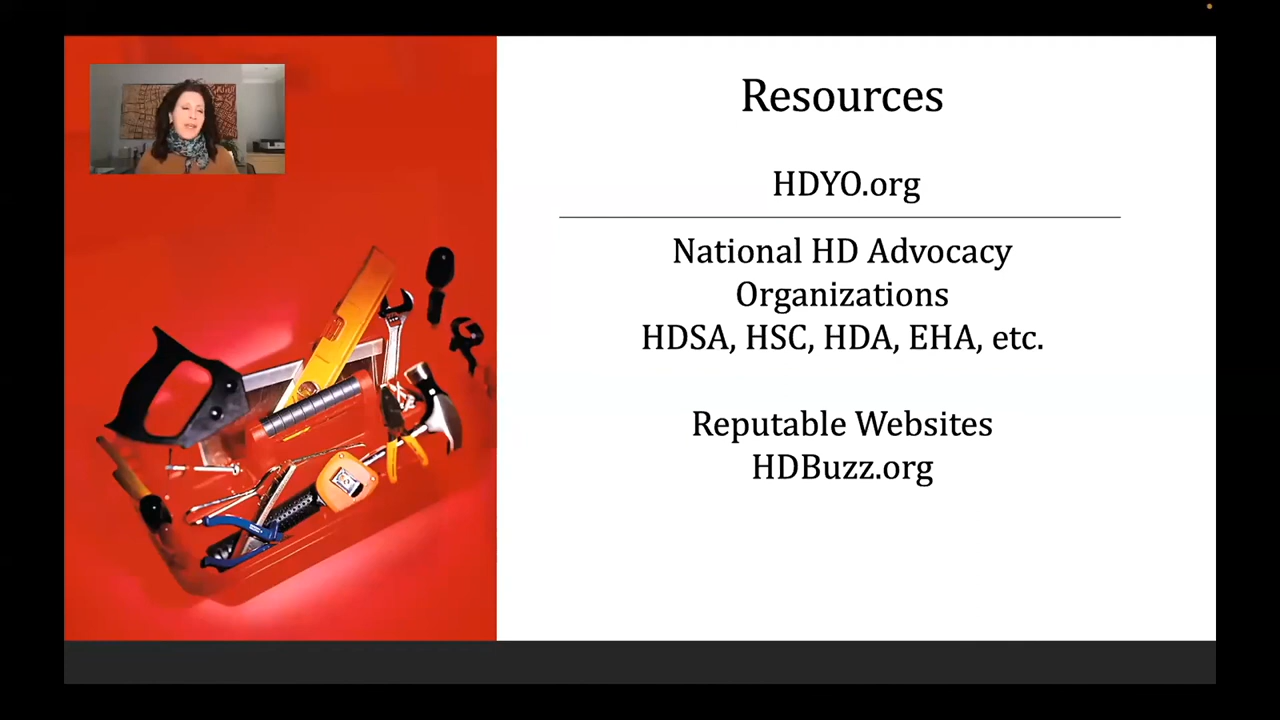 Resources
HDYO.org
National HD Advocacy
Organizations
HDSA, HSC, HDA, EHA, etc.
Reputable Websites
HDBuzz.org